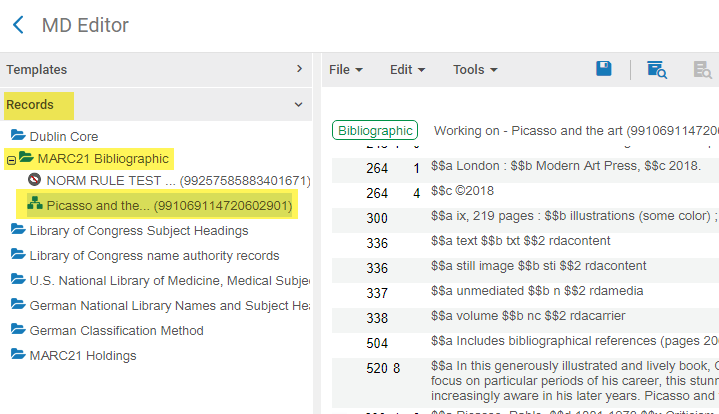 MD Editor
Templates
Records
Dublin Core
MARC21 Bibliographic
NORM RULE TEST ... (99257585883401671)
Picasso and the... (991069114720602901)
Library of Congress Subject Headings
Library of Congress name authority records
U.S. National Library of Medicine, Medical Subje
German National Library Names and Subject Hea
German Classification Method
MARC21 Holdings
File Edit Tools
Bibliographic Working on - Picasso and the art (9910691147206
264 1 $$a London : $$b Modern Art Press, $$c 2018.
264 4 $$c ©2018
300 $$a ix, 219 pages : $$b illustrations (some color) ;
336 $$a text $$b txt $$2 rdacontent
336 $$a still image $$b sti $$2 rdacontent
337 $$a unmediated $$b n $$2 rdamedia
338 $$a volume $$b nc $$2 rdacarrier
504 $$a Includes bibliographical references (pages 20
520 8 $$a In this generously illustrated and lively book,
focus on particular periods of his career, this stunn
increasingly aware in his later years. Picasso and